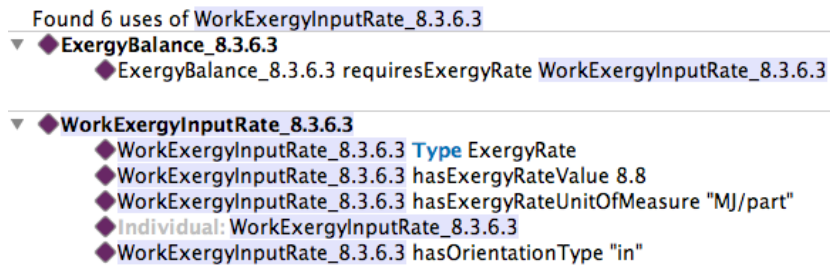 Found 6 uses of WorkExergyInputRate_8.3.6.3
ExergyBalance_8.3.6.3
ExergyBalance_8.3.6.3 requiresExergyRate WorkExergyInputRate_8.3.6.3
WorkExergyInputRate_8.3.6.3
WorkExergyInputRate_8.3.6.3 Type ExergyRate
WorkExergyInputRate_8.3.6.3 hasExergyRateValue 8.8
WorkExergyInputRate_8.3.6.3 hasExergyRateUnitOfMeasure "MJ/part"
Individual: WorkExergyInputRate_8.3.6.3
WorkExergyInputRate_8.3.6.3 hasOrientationType "in"